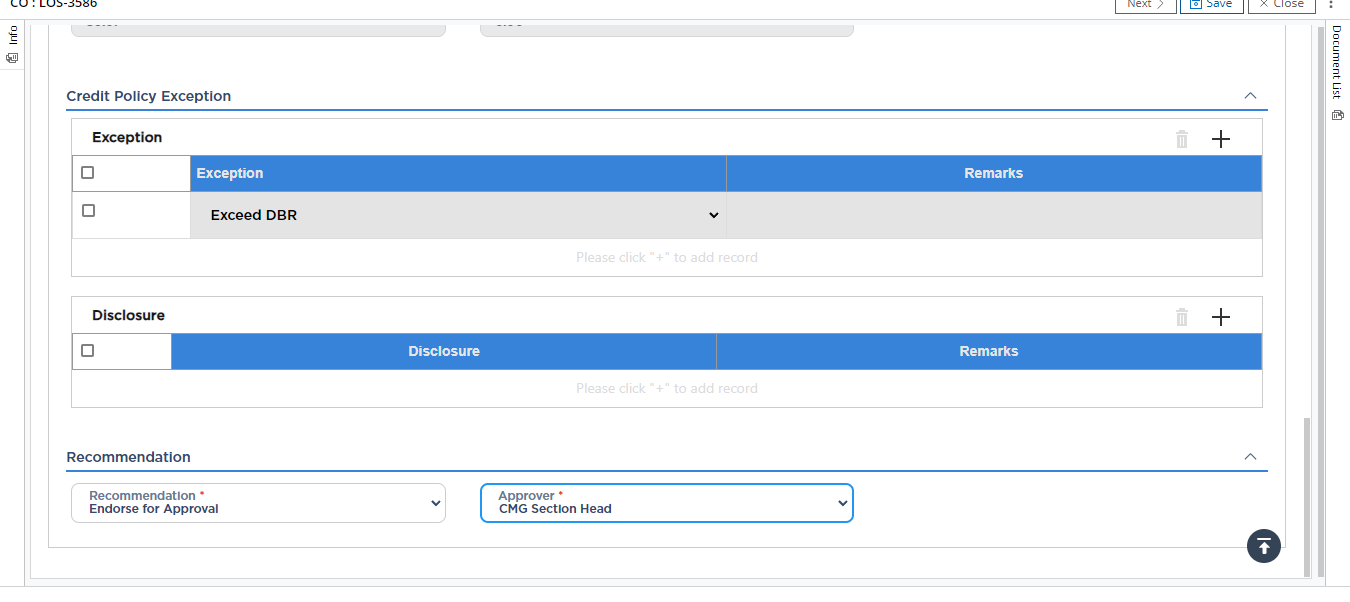 CO : LOS-3586
Next
Save
Close
Info
Document List
Credit Policy Exception
Exception
Exception Remarks
Exceed DBR
Please click "+" to add record
Disclosure
Disclosure Remarks
Please click "+" to add record
Recommendation
Recommendation *
Endorse for Approval
Approver *
CMG Section Head